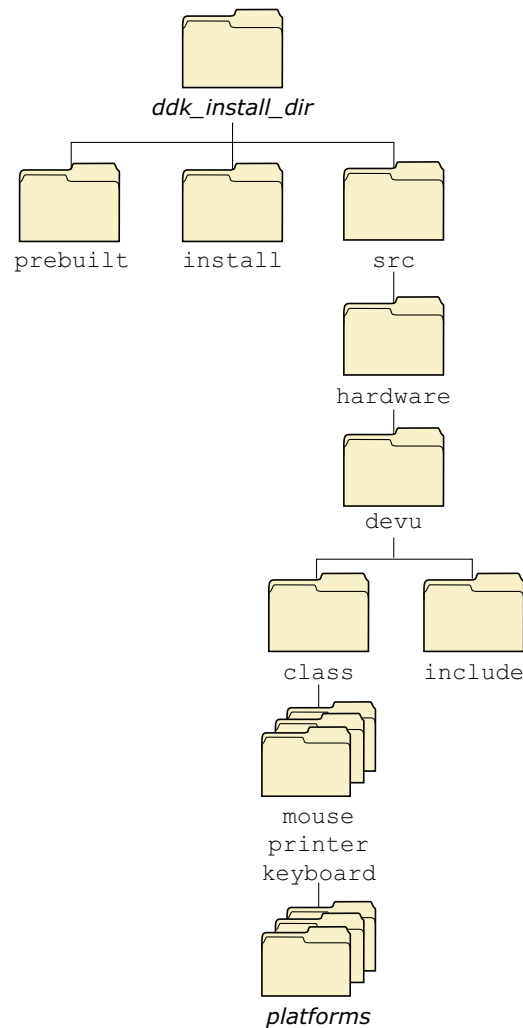 ddk_install_dir
prebuilt
install
src
hardware
devu
class
include
mouse
printer
keyboard
platforms